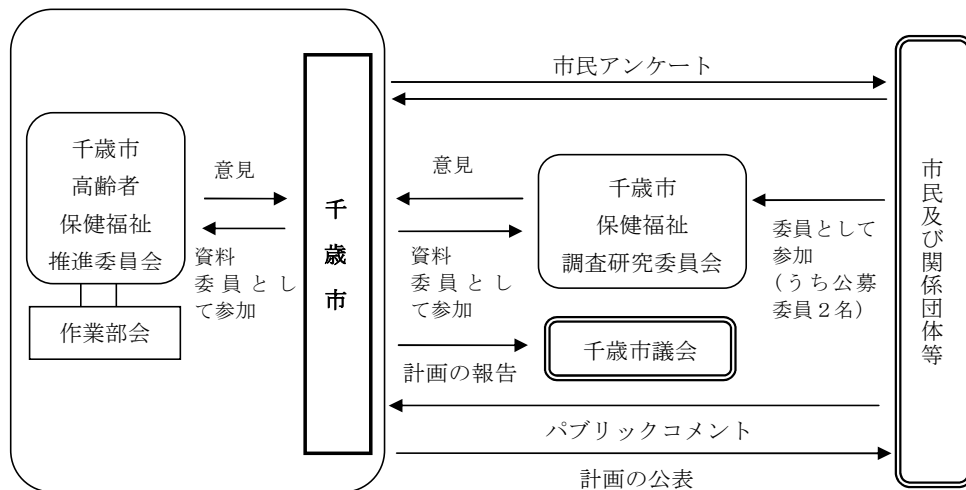 市民アンケート
千歳市
高齢者
保健福祉
推進委員会
作業部会
意見
資料
委員とし
て参加
千歳市
意見
資料
委員とし
て参加
千歳市
保健福祉
調査研究委員会
委員として
参加
(うち公募
委員2名)
千歳市議会
計画の報告
パブリックコメント
計画の公表
市民及び関係団体等